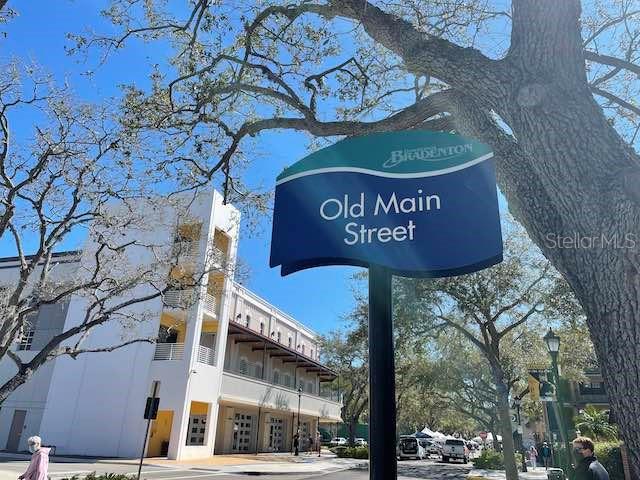 BRADENTON
Old Main
Street
StellarMLS